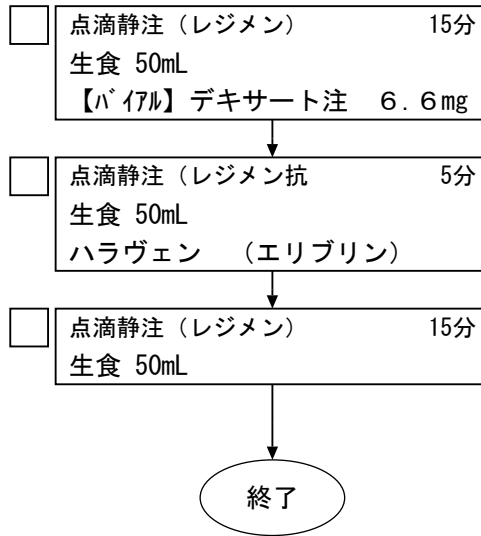 点滴静注（レジメン） 15分
生食 50mL
【ﾊﾞｲｱﾙ】デキサート注　６.６mg
点滴静注（レジメン抗 5分
生食 50mL
ハラヴェン　（エリブリン）
点滴静注（レジメン） 15分
生食 50mL
終了